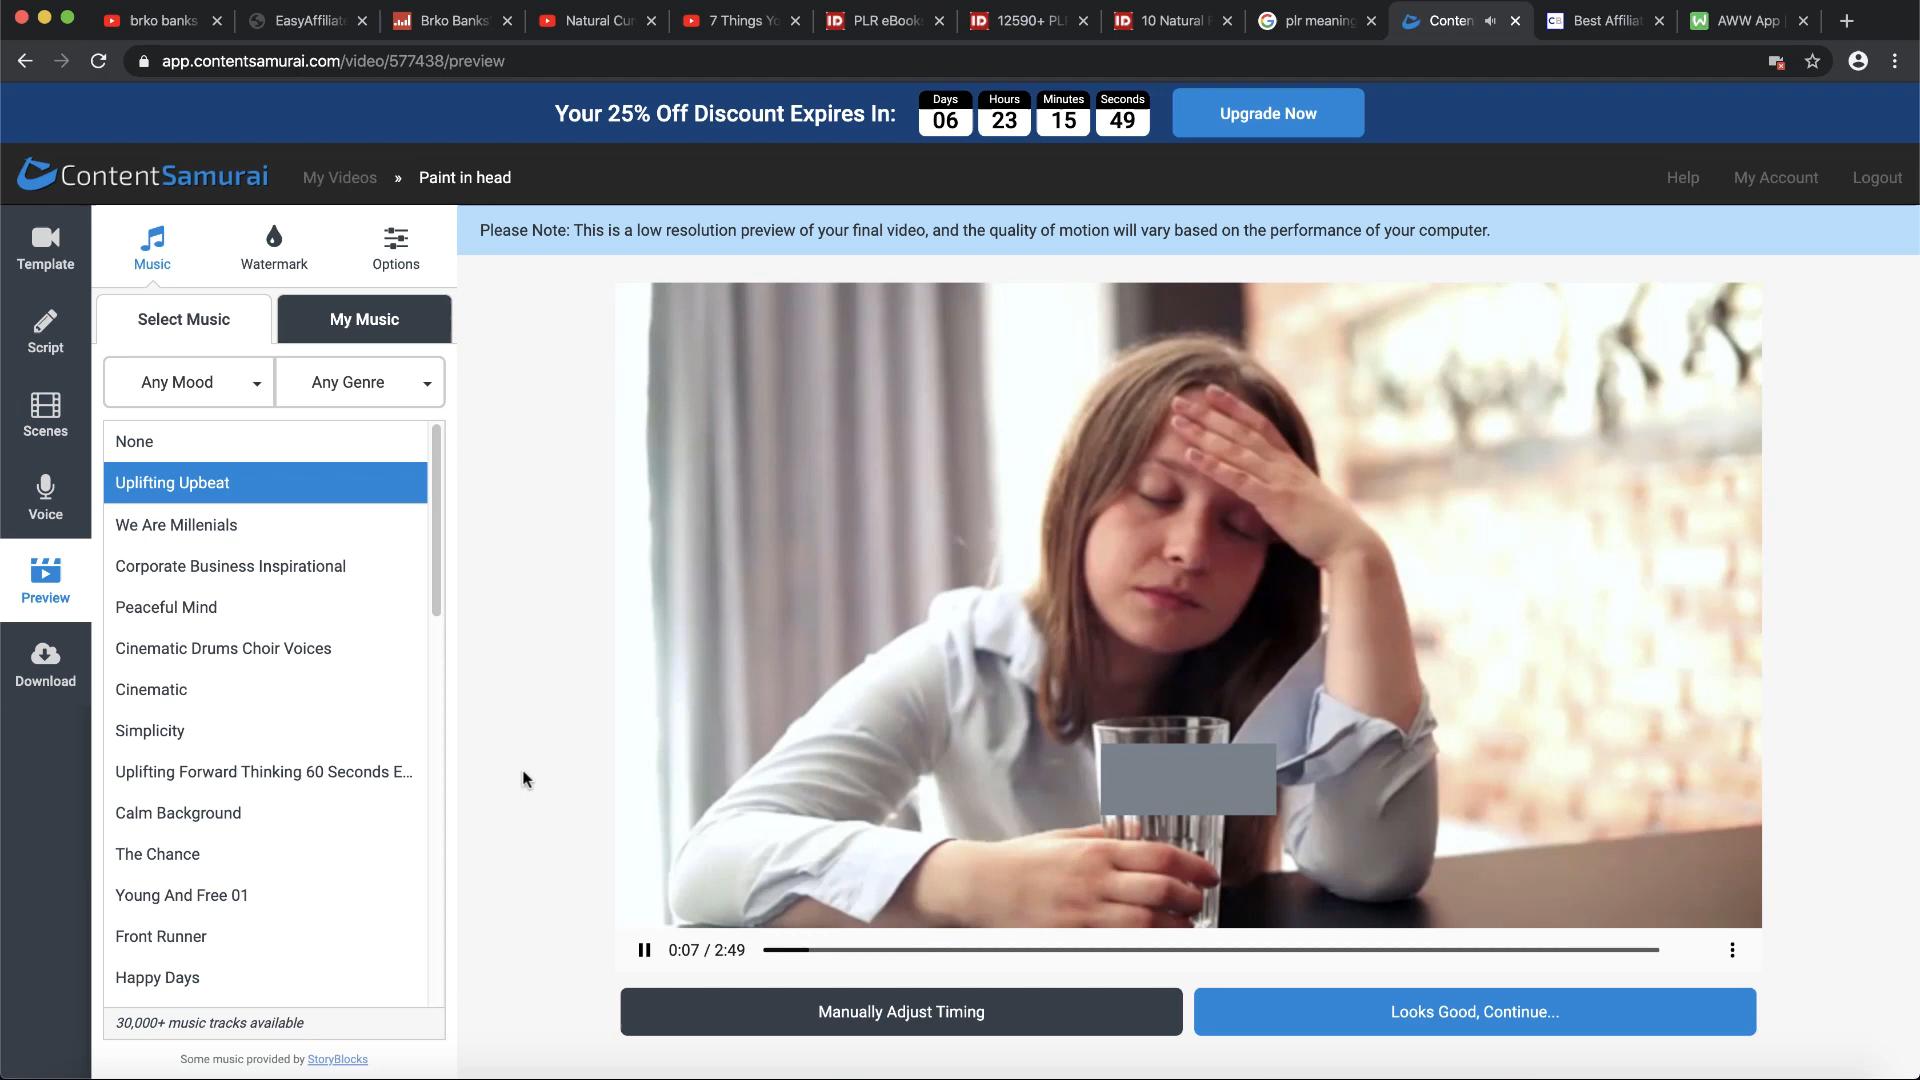 brko banks
EasyAffiliate
Brko Banks'
Natural Cur
7 Things Yo
PLR eBook
12590+ PL
10 Natural
plr meaning
Conten
Best Affiliat
AWW App
app.contentsamurai.com/video/577438/preview
Your 25% Off Discount Expires In:
Days
Hours
Minutes
Seconds
06
23
15
49
Upgrade Now
ContentSamurai
My Videos » Paint in head
Help
My Account
Logout
Template
Script
Scenes
Voice
Preview
Download
Music
Watermark
Options
Select Music
My Music
Any Mood
Any Genre
None
Uplifting Upbeat
We Are Millenials
Corporate Business Inspirational
Peaceful Mind
Cinematic Drums Choir Voices
Cinematic
Simplicity
Uplifting Forward Thinking 60 Seconds E...
Calm Background
The Chance
Young And Free 01
Front Runner
Happy Days
30,000+ music tracks available
Some music provided by StoryBlocks
Please Note: This is a low resolution preview of your final video, and the quality of motion will vary based on the performance of your computer.
0:07 / 2:49
Manually Adjust Timing
Looks Good, Continue...